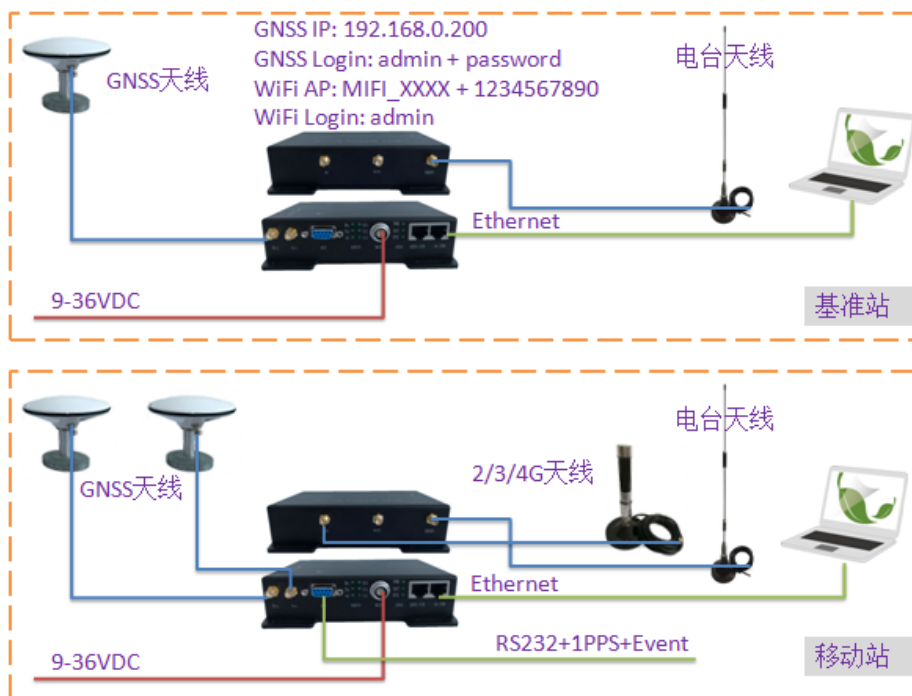 GNSS IP: 192.168.0.200
GNSS Login: admin + password
WiFi AP: MIFI_XXXX + 1234567890
WiFi Login: admin
GNSS天线
电台天线
Ethernet
9-36VDC
基准站
电台天线
2/3/4G天线
GNSS天线
Ethernet
RS232+1PPS+Event
9-36VDC
移动站